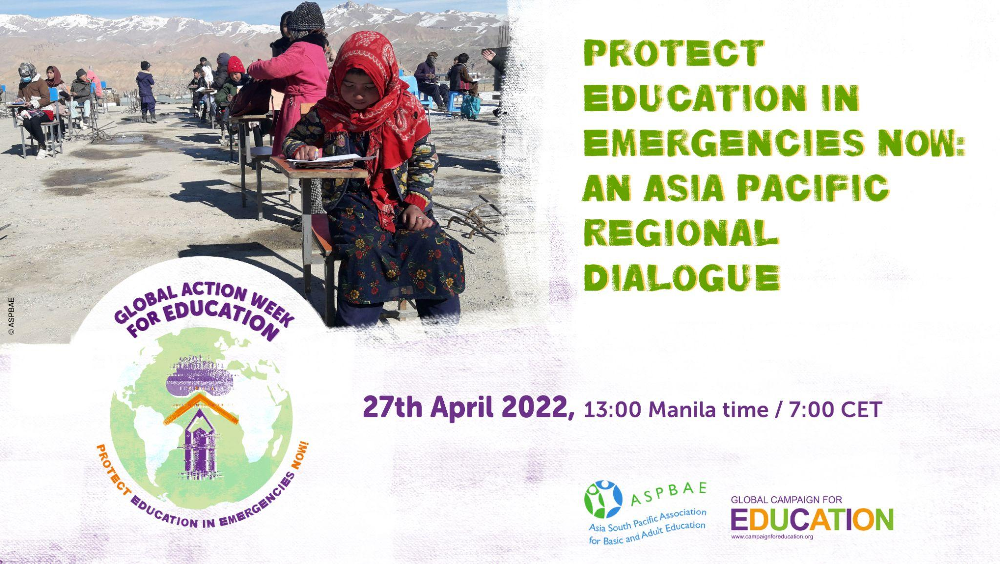 PROTECT
EDUCATION IN
EMERGENCIES NOW:
AN ASIA PACIFIC
REGIONAL
DIALOGUE
© ASPBAE
GLOBAL ACTION WEEK
FOR EDUCATION
PROTECT EDUCATION IN EMERGENCIES NOW!
27th April 2022, 13:00 Manila time / 7:00 CET
ASPBAE
Asia South Pacific Association
for Basic and Adult Education
GLOBAL CAMPAIGN FOR
EDUCATION
www.campaignforeducation.org